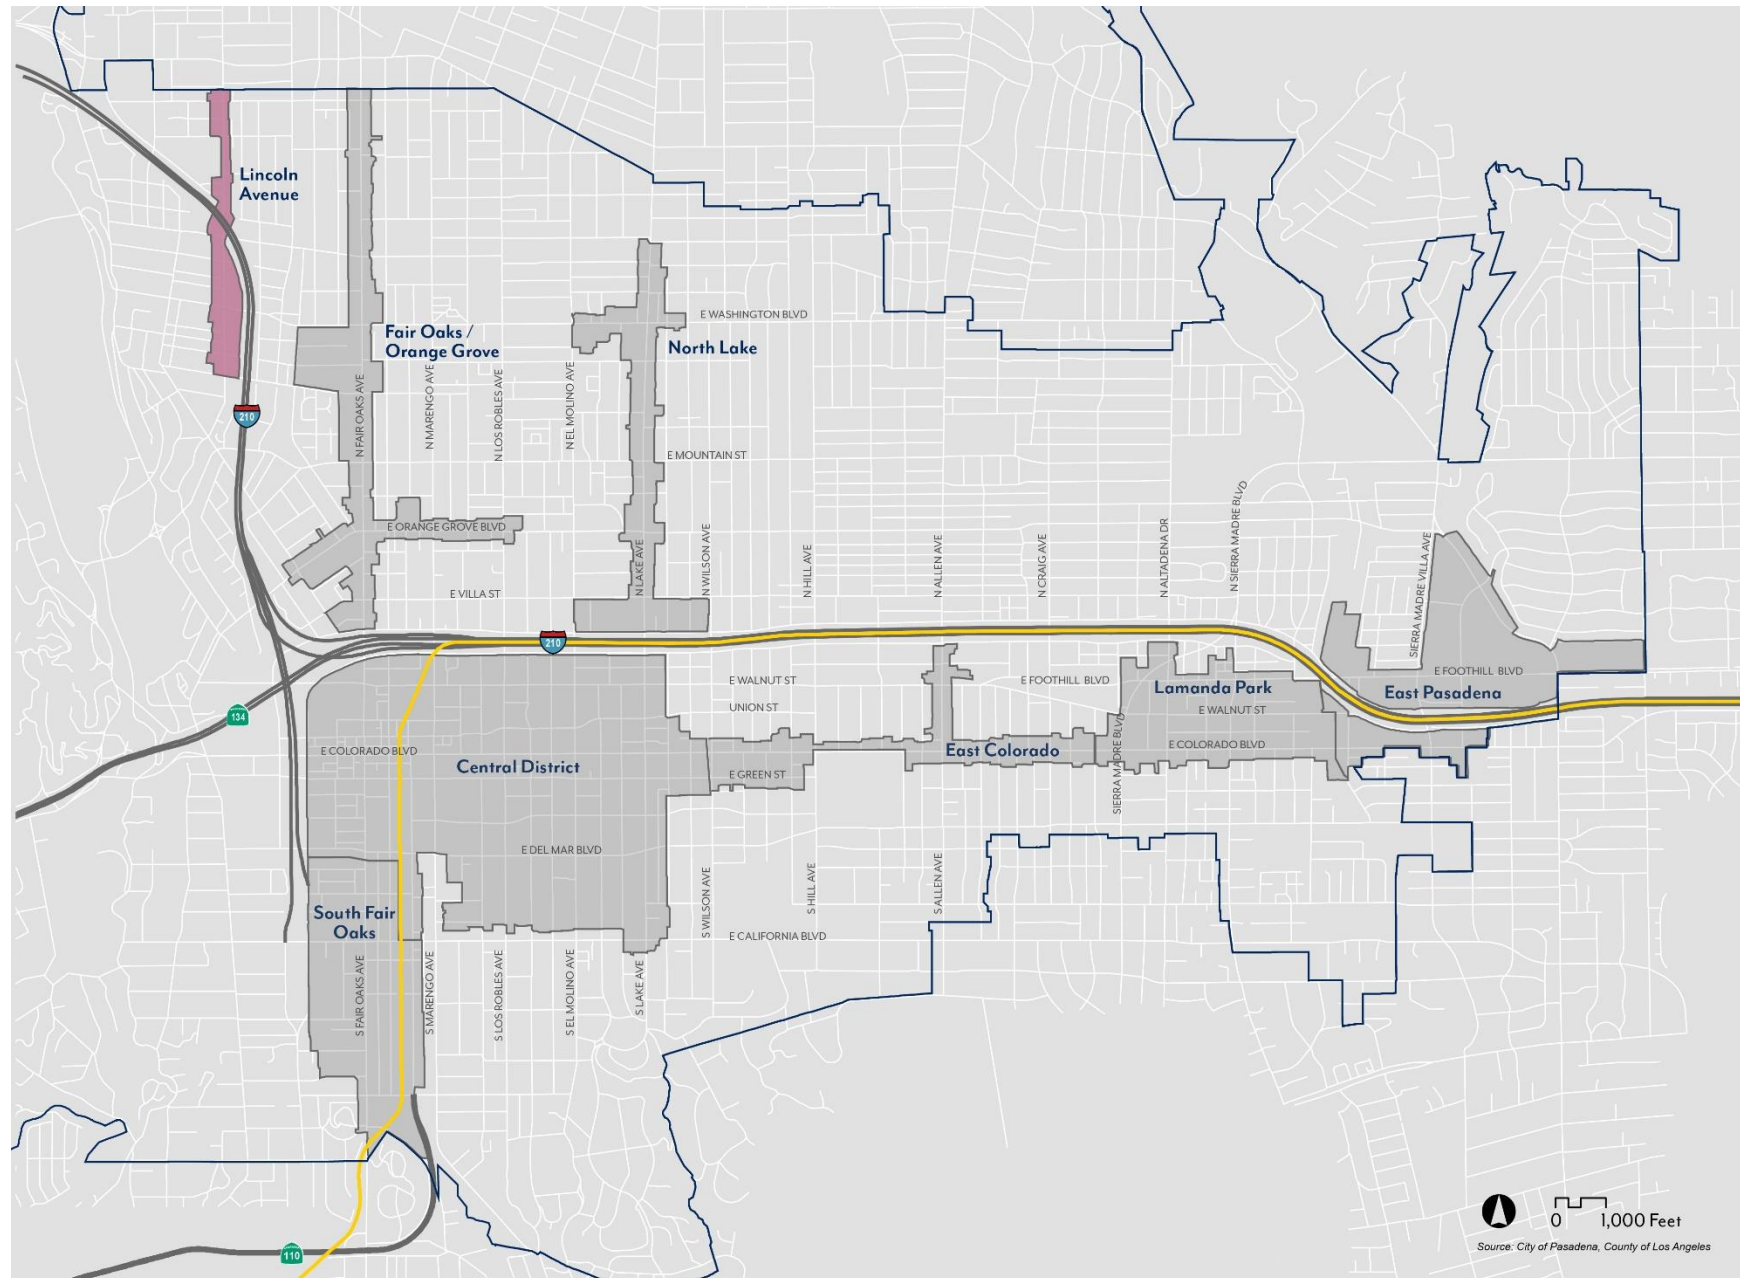 Lincoln
Avenue
Fair Oaks /
Orange Grove
E WASHINGTON BLVD
North Lake
N FAIR OAKS AVE
N MARENGO AVE
N LOS ROBLES AVE
N EL MOLINO AVE
210
E MOUNTAIN ST
E ORANGE GROVE BLVD
N LAKE AVE
N WILSON AVE
N HILL AVE
N ALLEN AVE
N CRAIG AVE
N ALTADENA DR
N SIERRA MADRE BLVD
SIERRA MADRE VILLA AVE
E VILLA ST
210
E WALNUT ST
E FOOTHILL BLVD
E FOOTHILL BLVD
Lamanda Park
East Pasadena
134
UNION ST
E WALNUT ST
E COLORADO BLVD
East Colorado
SIERRA MADRE BLVD
E COLORADO BLVD
Central District
E GREEN ST
E DEL MAR BLVD
South Fair
Oaks
S WILSON AVE
S HILL AVE
S ALLEN AVE
E CALIFORNIA BLVD
S FAIR OAKS AVE
S MARENGO AVE
S LOS ROBLES AVE
S EL MOLINO AVE
S LAKE AVE
110
0 1,000 Feet
Source: City of Pasadena, County of Los Angeles